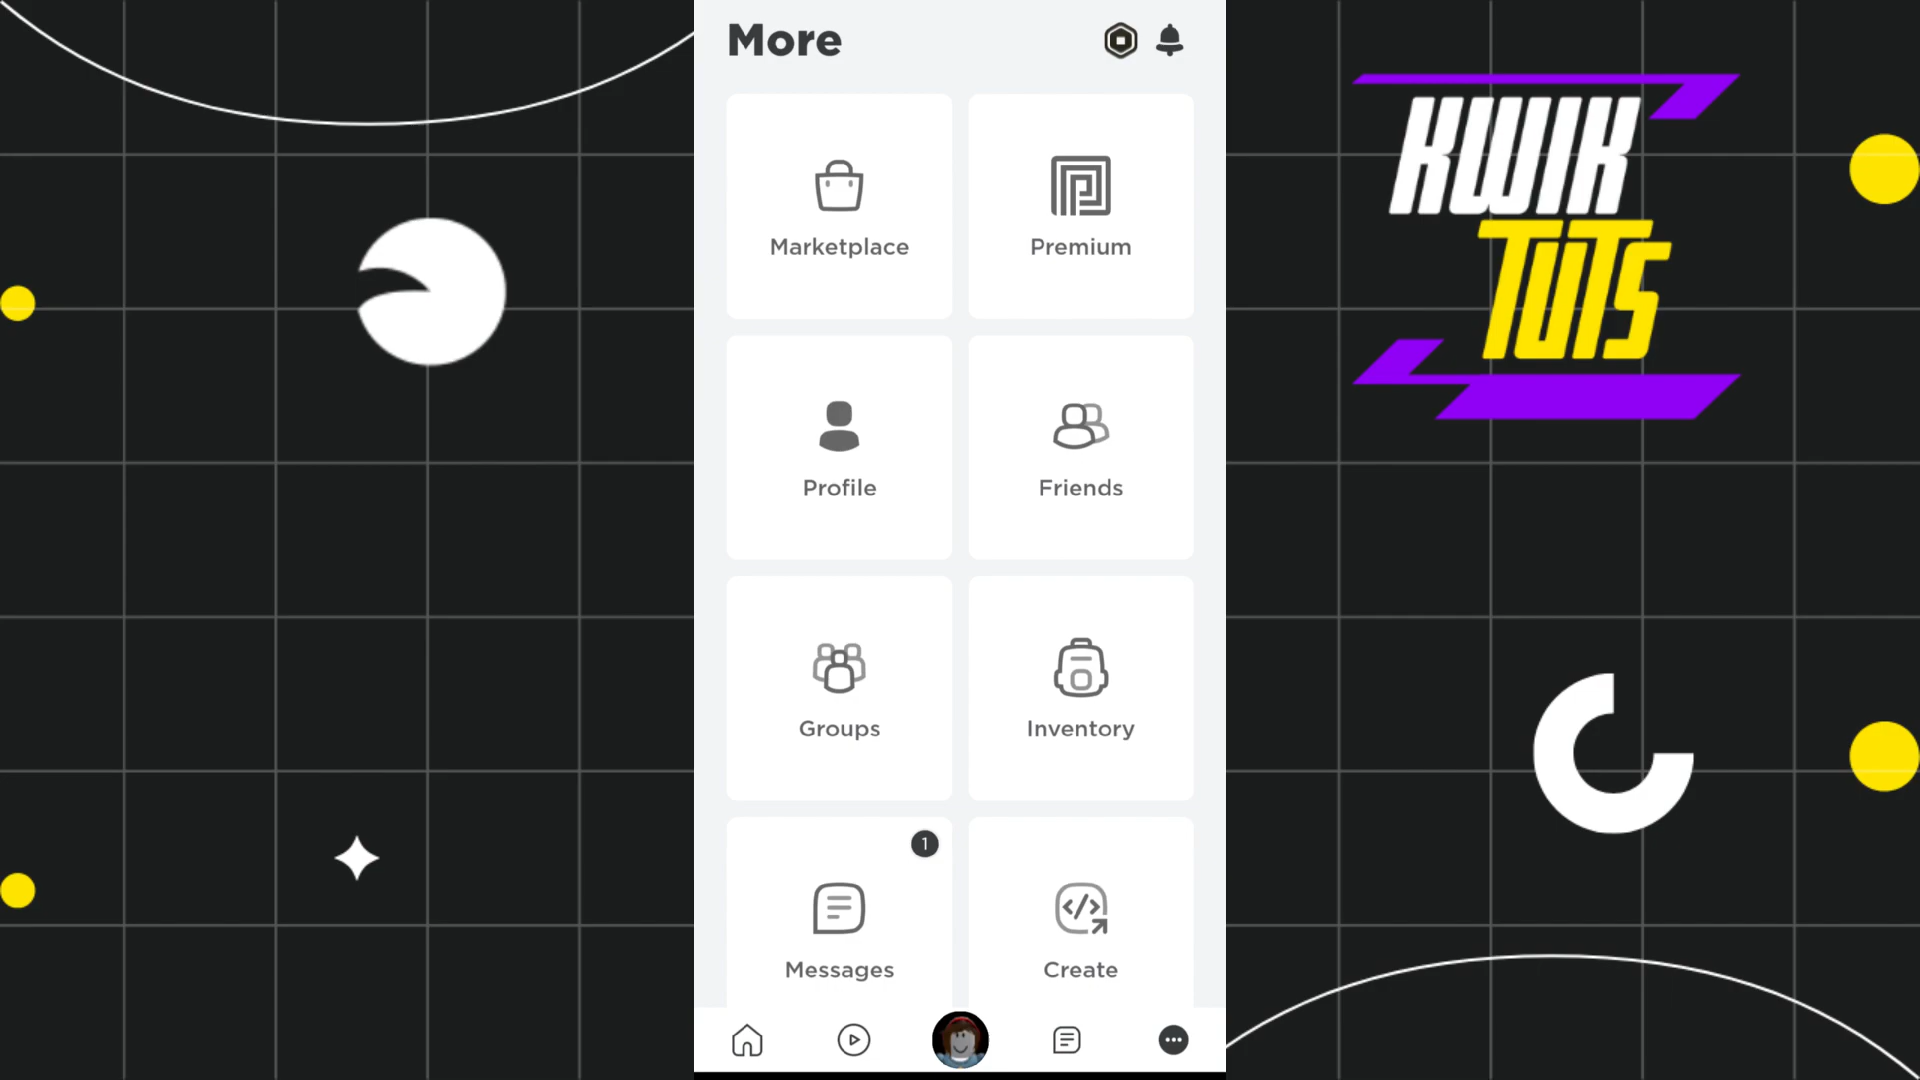 More
Marketplace
Premium
Profile
Friends
Groups
Inventory
1
Messages
Create
KWIK
TUTS